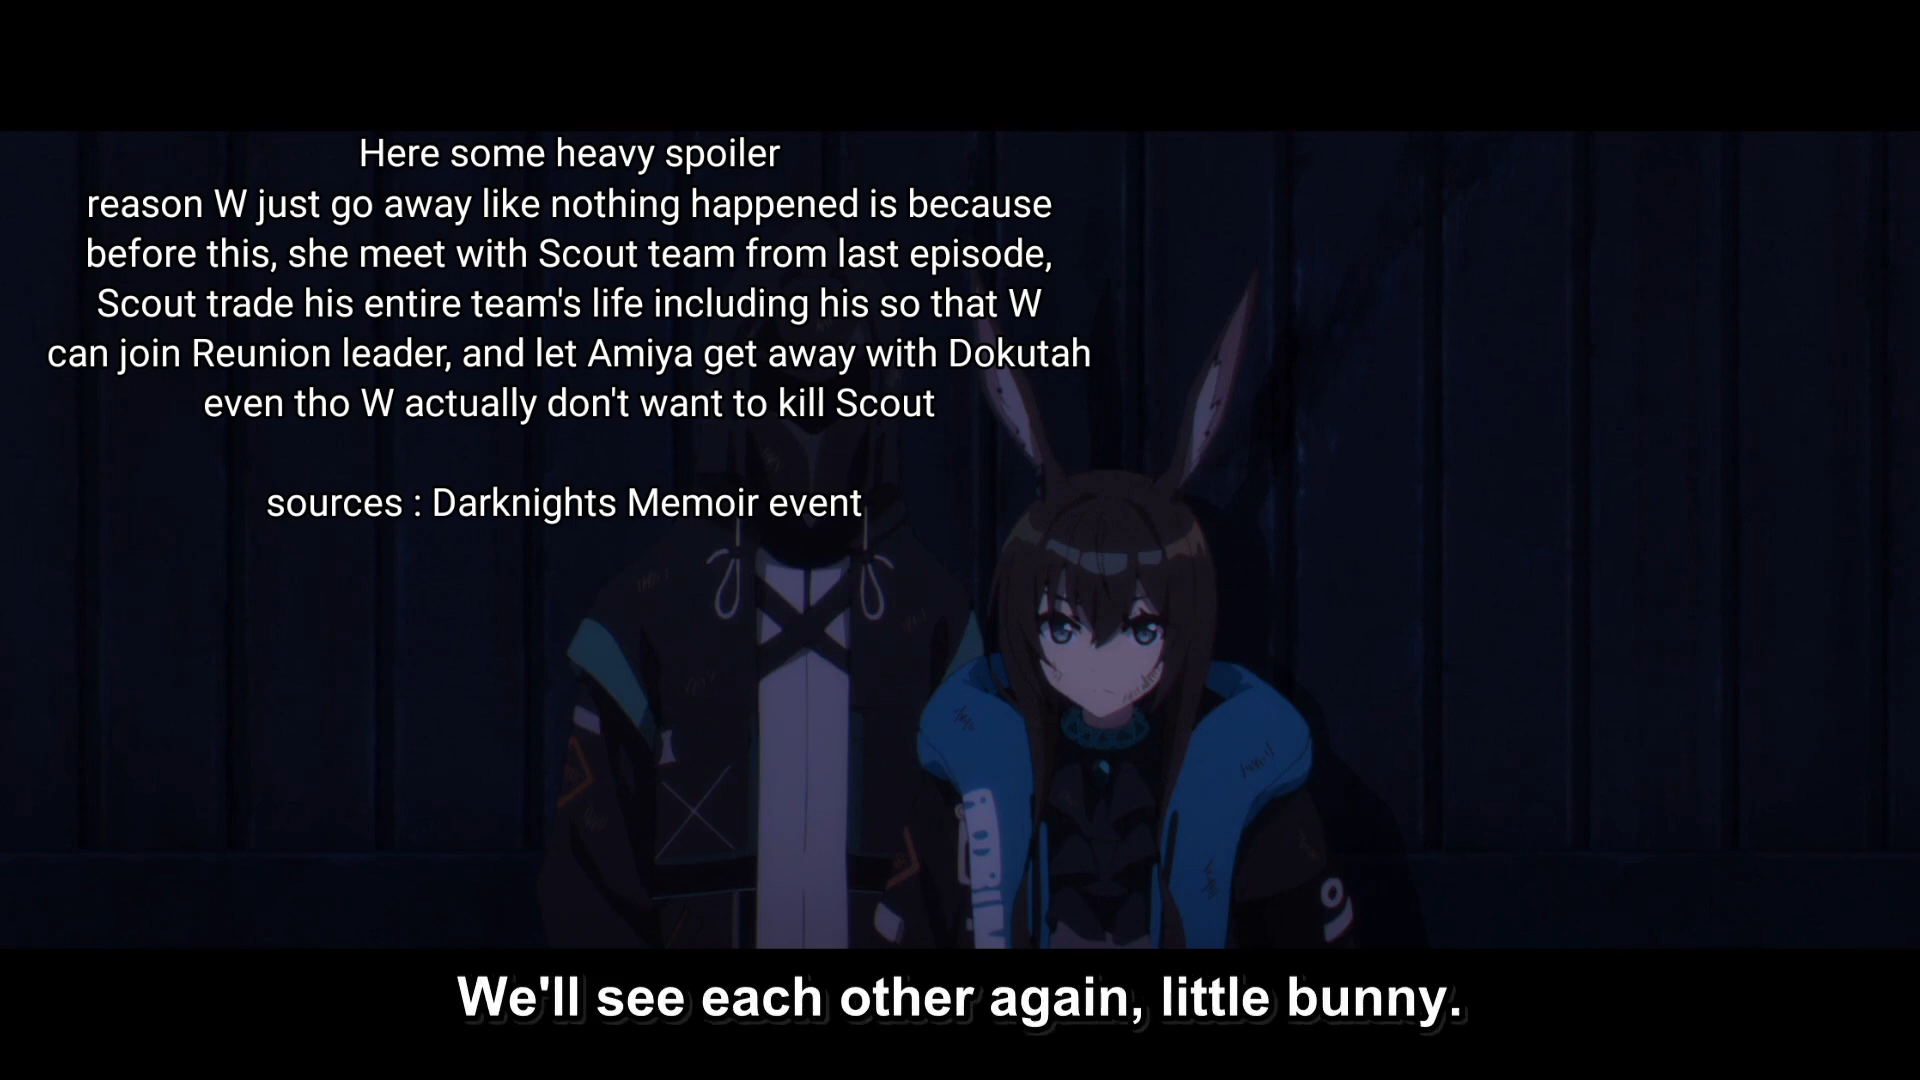 Here some heavy spoiler
reason W just go away like nothing happened is because
before this, she meet with Scout team from last episode,
Scout trade his entire team's life including his so that W
can join Reunion leader, and let Amiya get away with Dokutah
even tho W actually don't want to kill Scout
sources : Darknights Memoir event
We'll see each other again, little bunny.